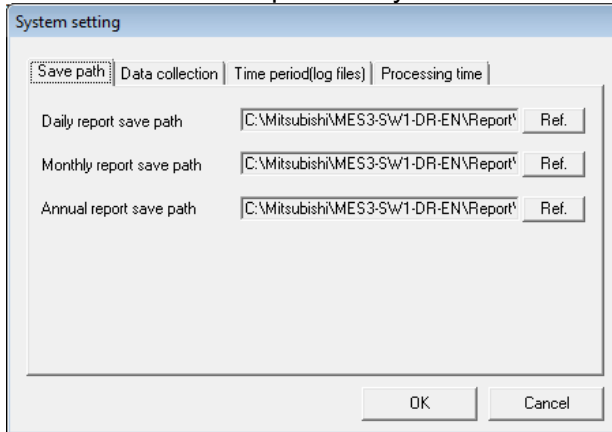 System setting
Save path Data collection Time period(log files) Processing time
Daily report save path C:\Mitsubishi\MES3-SW1-DR-EN\Report\ Ref.
Monthly report save path C:\Mitsubishi\MES3-SW1-DR-EN\Report\ Ref.
Annual report save path C:\Mitsubishi\MES3-SW1-DR-EN\Report\ Ref.
OK Cancel